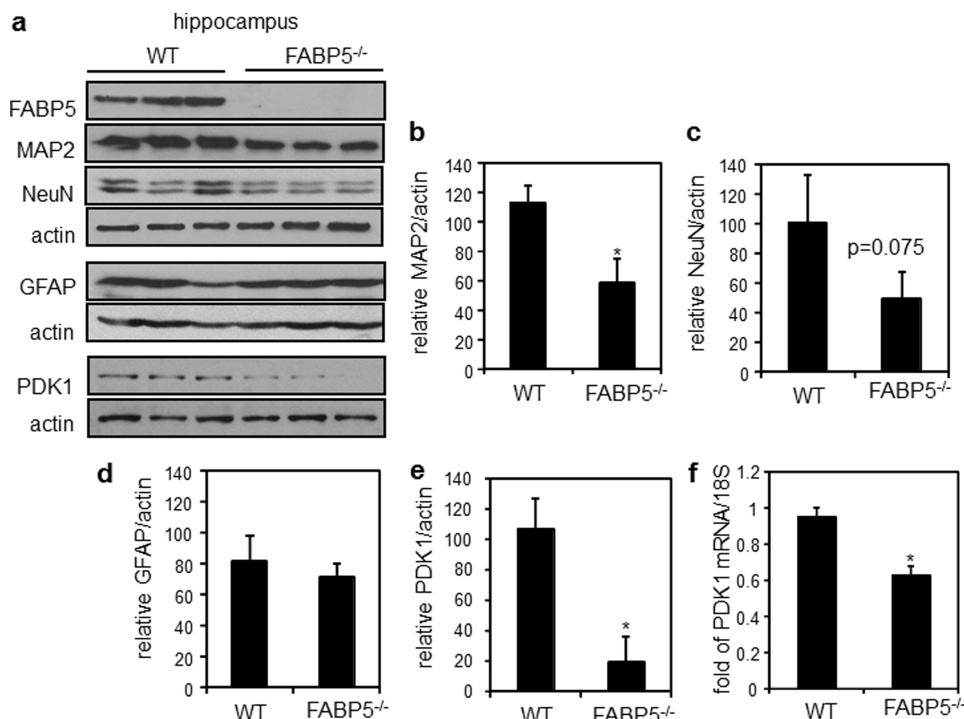 a
hippocampus
WT FABP5-/-
FABP5
MAP2
NeuN
actin
GFAP
actin
PDK1
actin
b
relative MAP2/actin
140
120
100
80
60
40
20
0
*
WT FABP5-/-
c
relative NeuN/actin
140
120
100
80
60
40
20
0
p=0.075
WT FABP5-/-
d
relative GFAP/actin
140
120
100
80
60
40
20
0
WT FABP5-/-
e
relative PDK1/actin
140
120
100
80
60
40
20
0
*
WT FABP5-/-
f
fold of PDK1 mRNA/18S
1.2
1
0.8
0.6
0.4
0.2
0
*
WT FABP5-/-